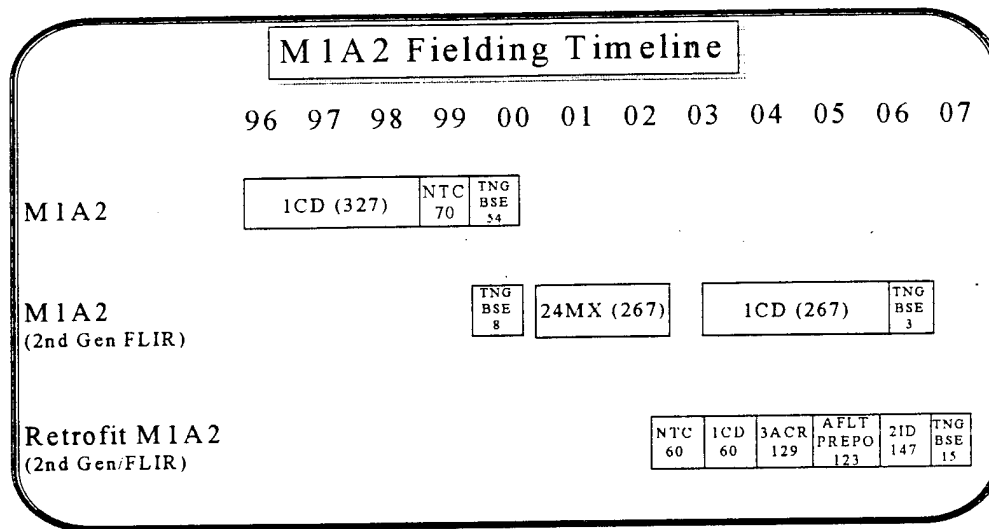 M1A2 Fielding Timeline
96 97 98 99 00 01 02 03 04 05 06 07
M1A2
1CD (327)
NTC
70
TNG
BSE
54
M1A2
(2nd Gen FLIR)
TNG
BSE
8
24MX (267)
1CD (267)
TNG
BSE
3
Retrofit M1A2
(2nd Gen/FLIR)
NTC
60
1CD
60
3ACR
129
AFLT
PREPO
123
2ID
147
TNG
BSE
15